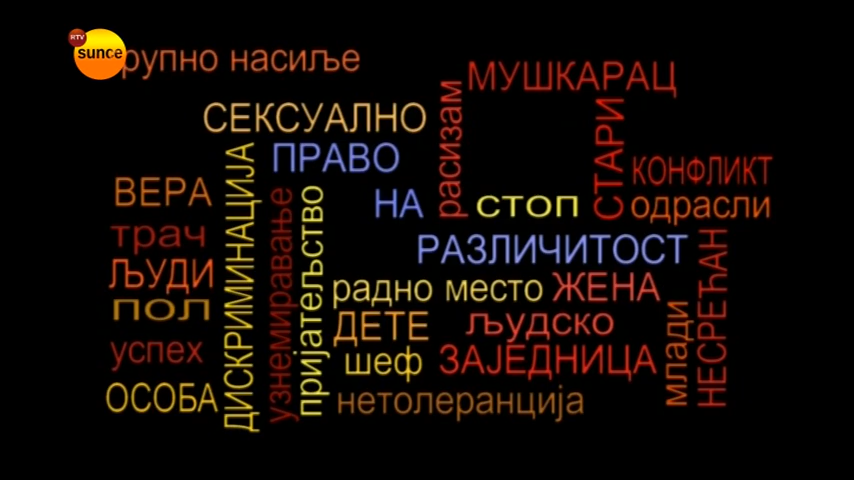 RTV
sunce
рупно насиље
МУШКАРАЦ
СЕКСУАЛНО
расизам
СТАРИ
ПРАВО
КОНФЛИКТ
ДИСКРИМИНАЦИЈА
ВЕРА
узнемиравање
пријатељство
НА
стоп
одрасли
трач
РАЗЛИЧИТОСТ
НЕСРЕЋАН
ЉУДИ
радно место
ЖЕНА
пол
ДЕТЕ
људско
млади
успех
шеф
ЗАЈЕДНИЦА
ОСОБА
нетолеранција